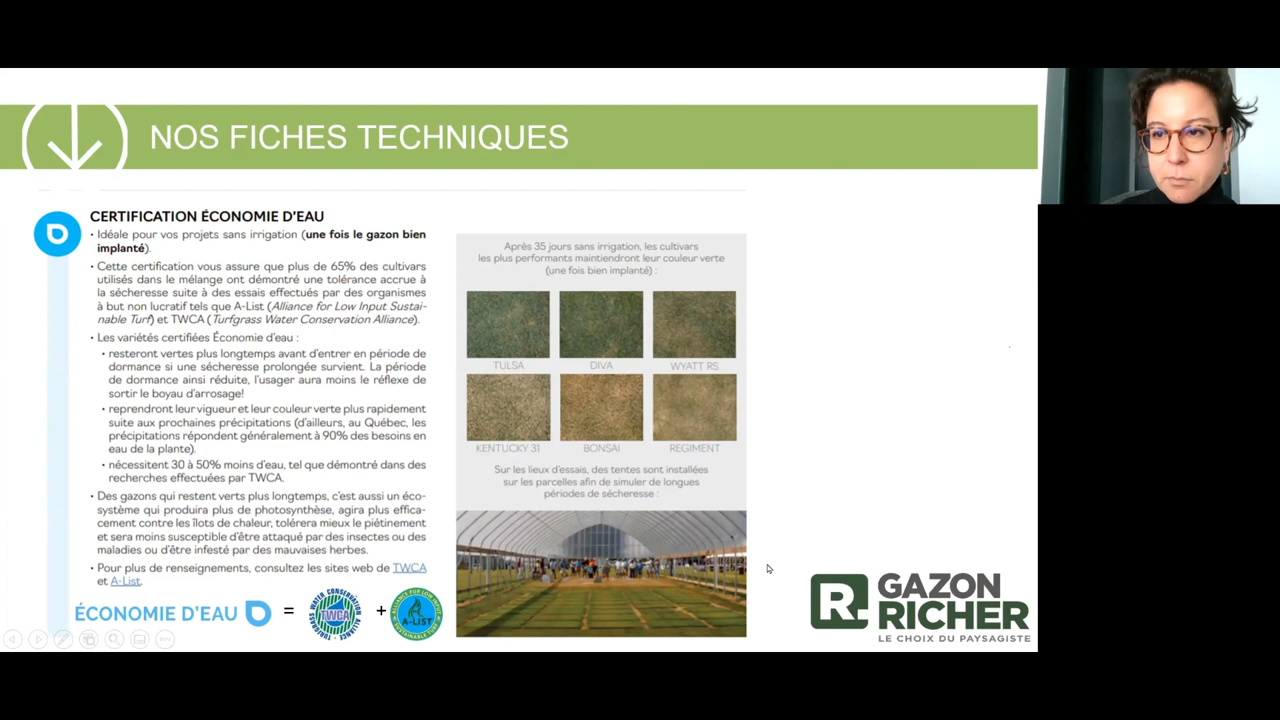 NOS FICHES TECHNIQUES
CERTIFICATION ÉCONOMIE D'EAU
• Idéale pour vos projets sans irrigation (une fois le gazon bien
implanté).
• Cette certification vous assure que plus de 65% des cultivars
utilisés dans le mélange ont démontré une tolérance accrue à
la sécheresse suite à des essais effectués par des organismes
à but non lucratif tels que A-List (Alliance for Low Input Sustai-
nable Turf) et TWCA (Turfgrass Water Conservation Alliance).
• Les variétés certifiées Économie d'eau :
• resteront vertes plus longtemps avant d'entrer en période de
dormance si une sécheresse prolongée survient. La période
de dormance ainsi réduite, l'usager aura moins le réflexe de
sortir le boyau d'arrosage!
• reprendront leur vigueur et leur couleur verte plus rapidement
suite aux prochaines précipitations (d'ailleurs, au Québec, les
précipitations répondent généralement à 90% des besoins en
eau de la plante).
• nécessitent 30 à 50% moins d'eau, tel que démontré dans des
recherches effectuées par TWCA.
• Des gazons qui restent verts plus longtemps, c'est aussi un éco-
système qui produira plus de photosynthèse, agira plus effica-
cement contre les îlots de chaleur, tolérera mieux le piétinement
et sera moins susceptible d'être attaqué par des insectes ou des
maladies ou d'être infesté par des mauvaises herbes.
• Pour plus de renseignements, consultez les sites web de TWCA
et A-List.
ÉCONOMIE D'EAU = TURFGRASS WATER CONSERVATION ALLIANCE TWCA + ALLIANCE FOR LOW INPUT SUSTAINABLE TURF A-LIST
Après 35 jours sans irrigation, les cultivars
les plus performants maintiendront leur couleur verte
(une fois bien implanté) :
TULSA DIVA WYATT RS
KENTUCKY 31 BONSAI REGIMENT
Sur les lieux d'essais, des tentes sont installées
sur les parcelles afin de simuler de longues
périodes de sécheresse :
R. GAZON
RICHER
LE CHOIX DU PAYSAGISTE